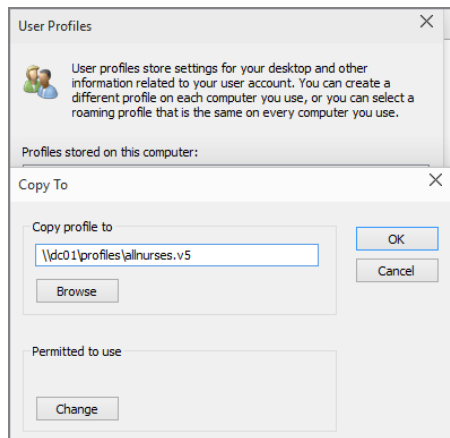 User Profiles
User profiles store settings for your desktop and other
information related to your user account. You can create a
different profile on each computer you use, or you can select a
roaming profile that is the same on every computer you use.
Profiles stored on this computer:
Copy To
Copy profile to
\\dc01\profiles\allnurses.v5
OK
Cancel
Browse
Permitted to use
Change